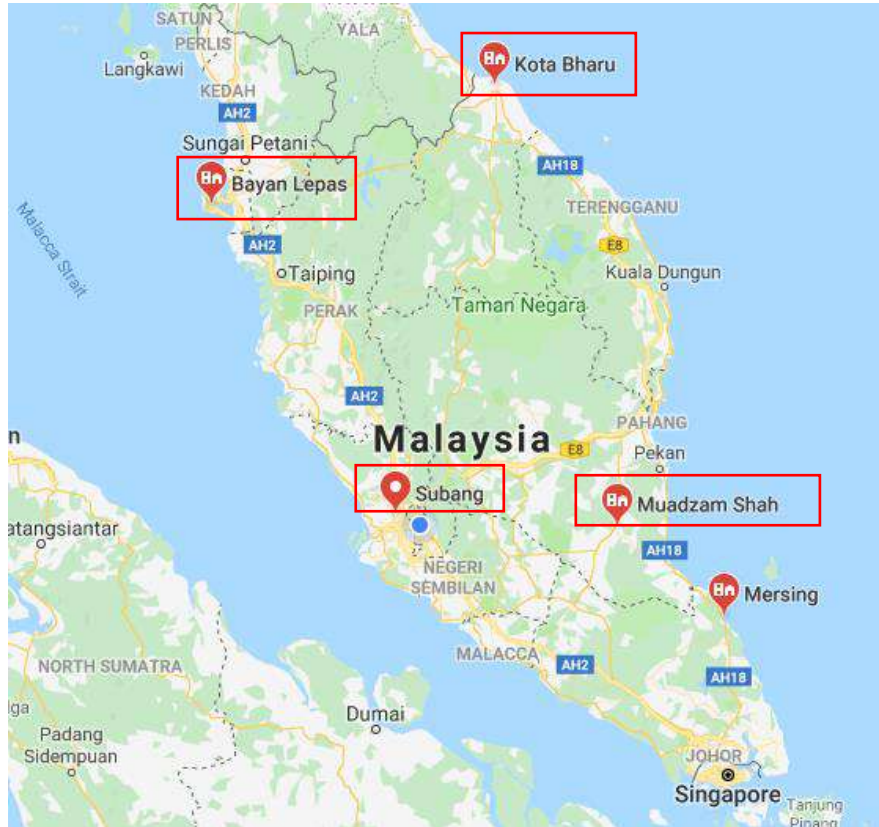 SATUN
YALA
PERLIS
Langkawi
Kota Bharu
KEDAH
AH2
Sungai Petani
Bayan Lepas
AH18
TERENGGANU
Malacca Strait
AH2
E8
Taiping
Kuala Dungun
PERAK
Taman Negara
AH2
PAHANG
n
Malaysia
E8
Pekan
Subang
Muadzam Shah
atangsiantar
AH18
NEGERI
SEMBILAN
Mersing
MALACCA
NORTH SUMATRA
AH2
AH18
lga
Dumai
Padang
Sidempuan
JOHOR
Singapore
Tanjung
Pinang